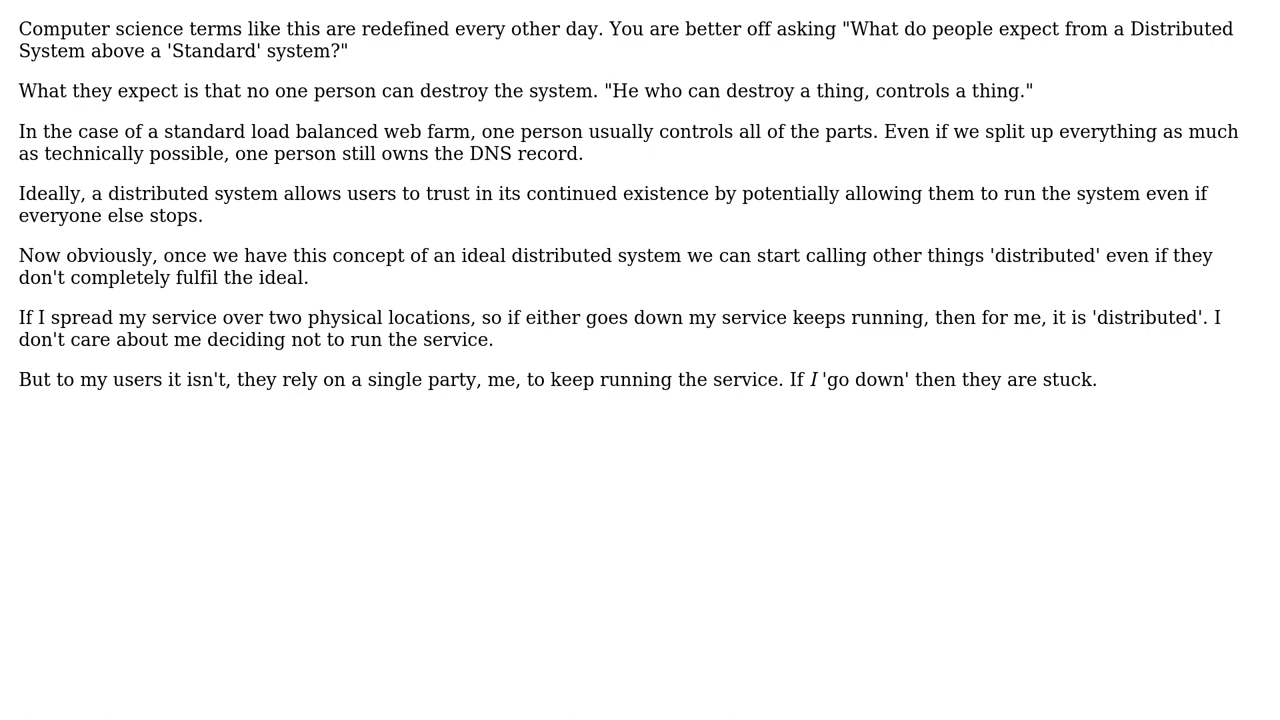 Computer science terms like this are redefined every other day. You are better off asking "What do people expect from a Distributed
System above a 'Standard' system?"
What they expect is that no one person can destroy the system. "He who can destroy a thing, controls a thing."
In the case of a standard load balanced web farm, one person usually controls all of the parts. Even if we split up everything as much
as technically possible, one person still owns the DNS record.
Ideally, a distributed system allows users to trust in its continued existence by potentially allowing them to run the system even if
everyone else stops.
Now obviously, once we have this concept of an ideal distributed system we can start calling other things 'distributed' even if they
don't completely fulfil the ideal.
If I spread my service over two physical locations, so if either goes down my service keeps running, then for me, it is 'distributed'. I
don't care about me deciding not to run the service.
But to my users it isn't, they rely on a single party, me, to keep running the service. If I 'go down' then they are stuck.